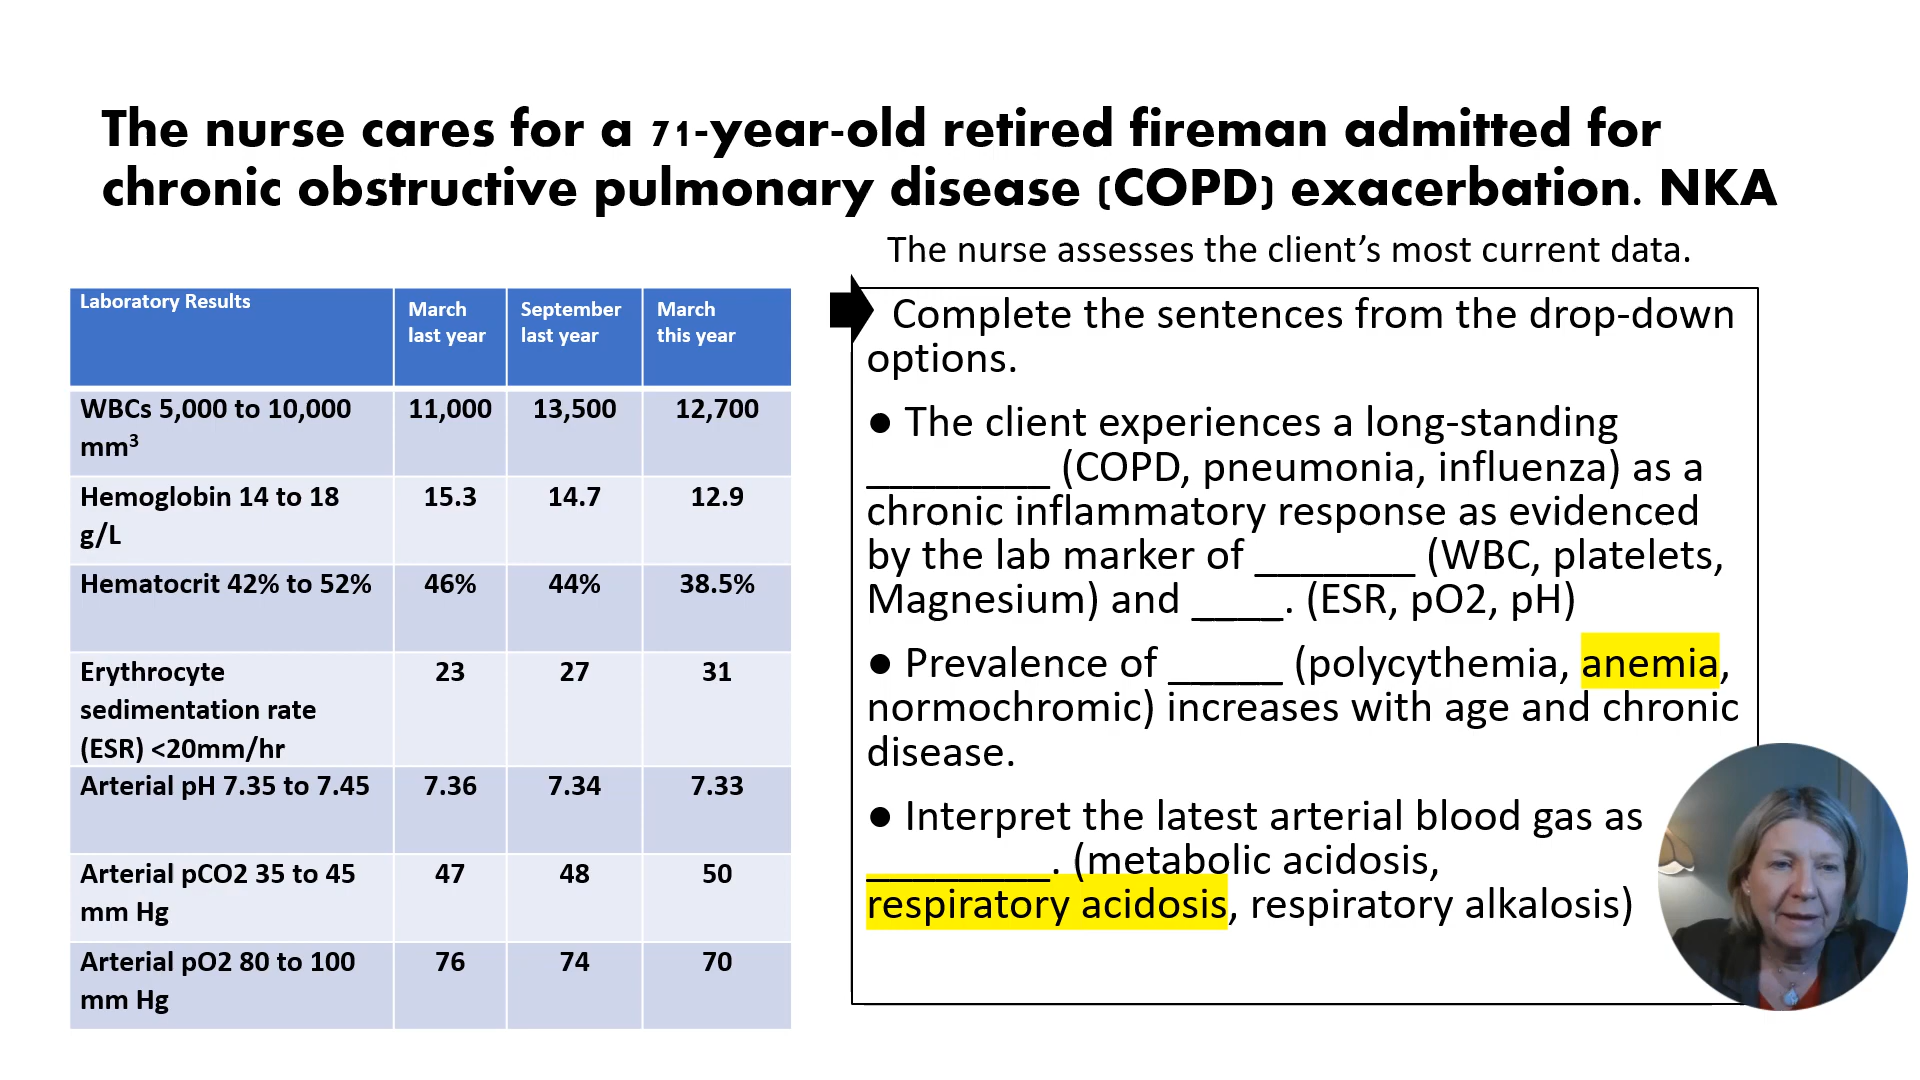 The nurse cares for a 71-year-old retired fireman admitted for
chronic obstructive pulmonary disease (COPD) exacerbation. NKA
The nurse assesses the client’s most current data.
Laboratory Results March last year September last year March this year
WBCs 5,000 to 10,000 mm³ 11,000 13,500 12,700
Hemoglobin 14 to 18 g/L 15.3 14.7 12.9
Hematocrit 42% to 52% 46% 44% 38.5%
Erythrocyte sedimentation rate (ESR) <20mm/hr 23 27 31
Arterial pH 7.35 to 7.45 7.36 7.34 7.33
Arterial pCO2 35 to 45 mm Hg 47 48 50
Arterial pO2 80 to 100 mm Hg 76 74 70
Complete the sentences from the drop-down
options.
● The client experiences a long-standing
________ (COPD, pneumonia, influenza) as a
chronic inflammatory response as evidenced
by the lab marker of _______ (WBC, platelets,
Magnesium) and ____. (ESR, pO2, pH)
● Prevalence of _____ (polycythemia, anemia,
normochromic) increases with age and chronic
disease.
● Interpret the latest arterial blood gas as
________. (metabolic acidosis,
respiratory acidosis, respiratory alkalosis)